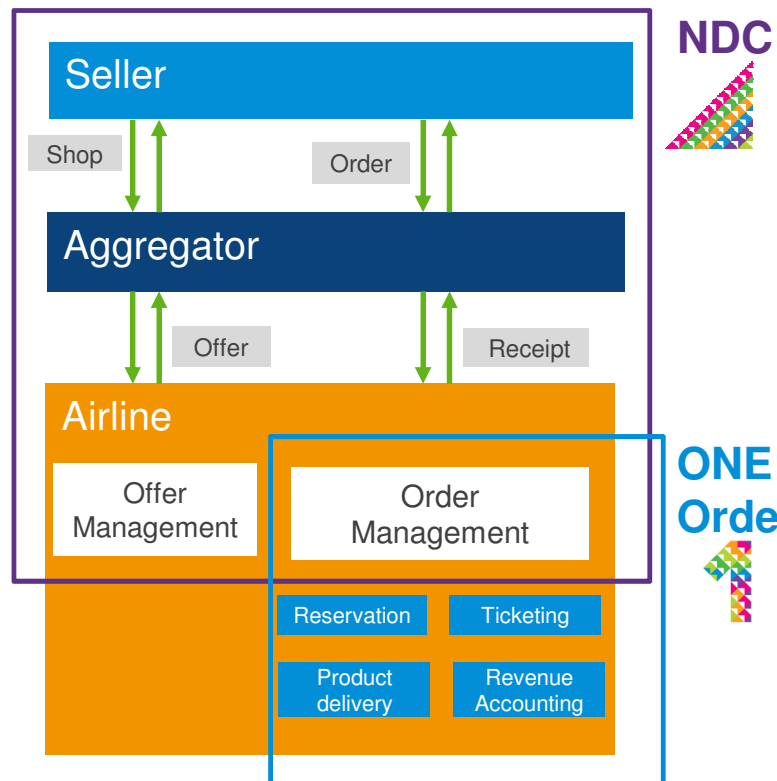 NDC
Seller
Shop
Order
Aggregator
Offer
Receipt
Airline
Offer
Management
Order
Management
ONE
Orde
Reservation
Ticketing
Product
delivery
Revenue
Accounting